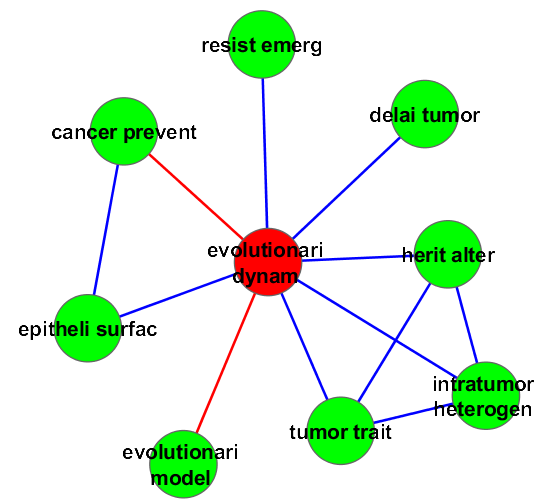 resist emerg
delai tumor
cancer prevent
evolutionari
dynam
herit alter
epitheli surfac
intratumor
heterogen
tumor trait
evolutionari
model